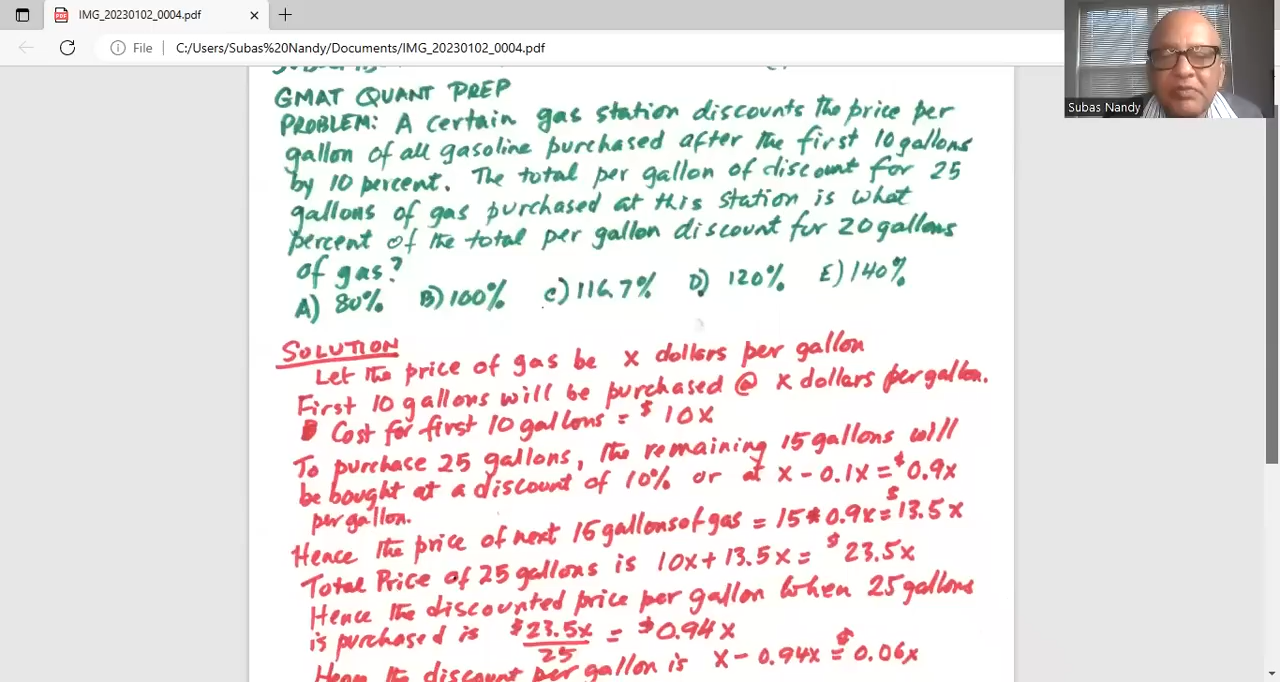 IMG_20230102_0004.pdf
File C:/Users/Subas%20Nandy/Documents/IMG_20230102_0004.pdf
Subas Nandy
GMAT QUANT PREP
PROBLEM: A certain gas station discounts the price per
gallon of all gasoline purchased after the first 10 gallons
by 10 percent. The total per gallon of discount for 25
gallons of gas purchased at this station is what
percent of the total per gallon discount for 20 gallons
of gas?
A) 80% B) 100% C) 116.7% D) 120% E) 140%
SOLUTION
Let the price of gas be x dollars per gallon
First 10 gallons will be purchased @ x dollars per gallon.
Cost for first 10 gallons = $ 10x
To purchase 25 gallons, the remaining 15 gallons will
be bought at a discount of 10% or at x - 0.1x = $0.9x
per gallon.
Hence the price of next 15 gallons of gas = 15 * 0.9x = $13.5x
Total Price of 25 gallons is 10x + 13.5x = $23.5x
Hence the discounted price per gallon when 25 gallons
is purchased is $23.5x/25 = $0.94x
Hence the discount per gallon is x - 0.94x = $0.06x